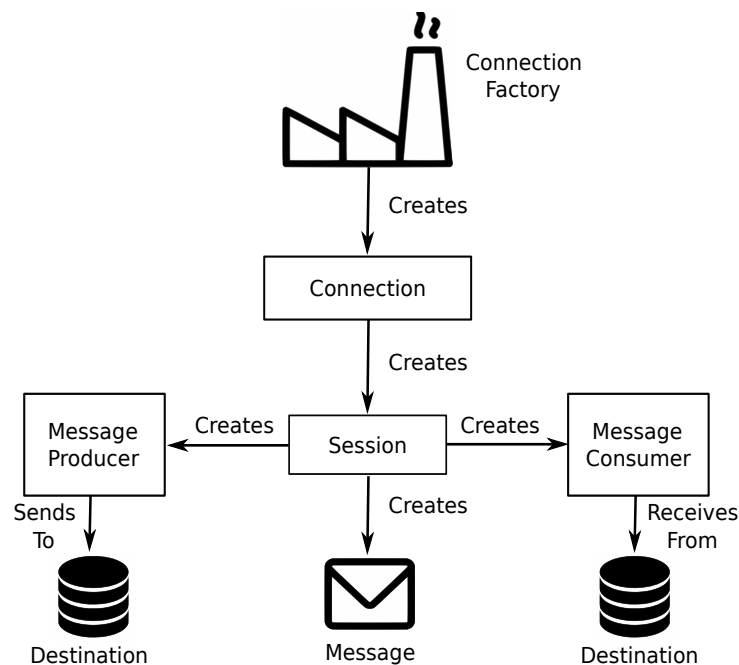 Connection
Factory
Creates
Connection
Creates
Message
Producer
Creates
Session
Creates
Message
Consumer
Sends
To
Creates
Receives
From
Destination
Message
Destination